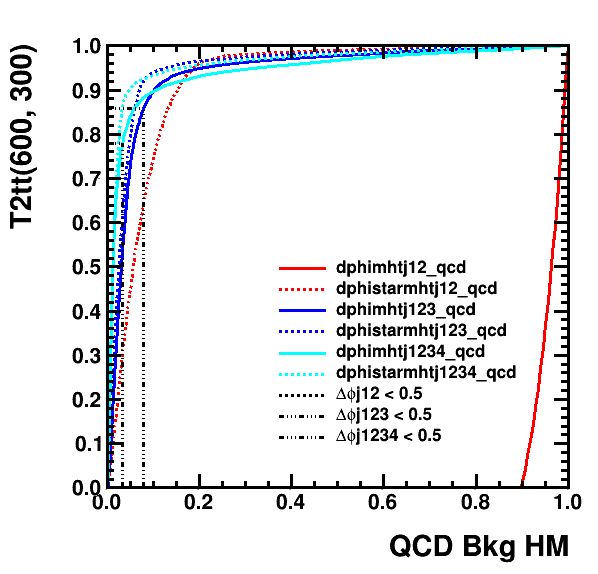 T2tt(600, 300)
1.0
0.9
0.8
0.7
0.6
0.5
0.4
0.3
0.2
0.1
0.0
dphimhtj12_qcd
dphistarmhtj12_qcd
dphimhtj123_qcd
dphistarmhtj123_qcd
dphimhtj1234_qcd
dphistarmhtj1234_qcd
Δϕj12 < 0.5
Δϕj123 < 0.5
Δϕj1234 < 0.5
0.0 0.2 0.4 0.6 0.8 1.0
QCD Bkg HM